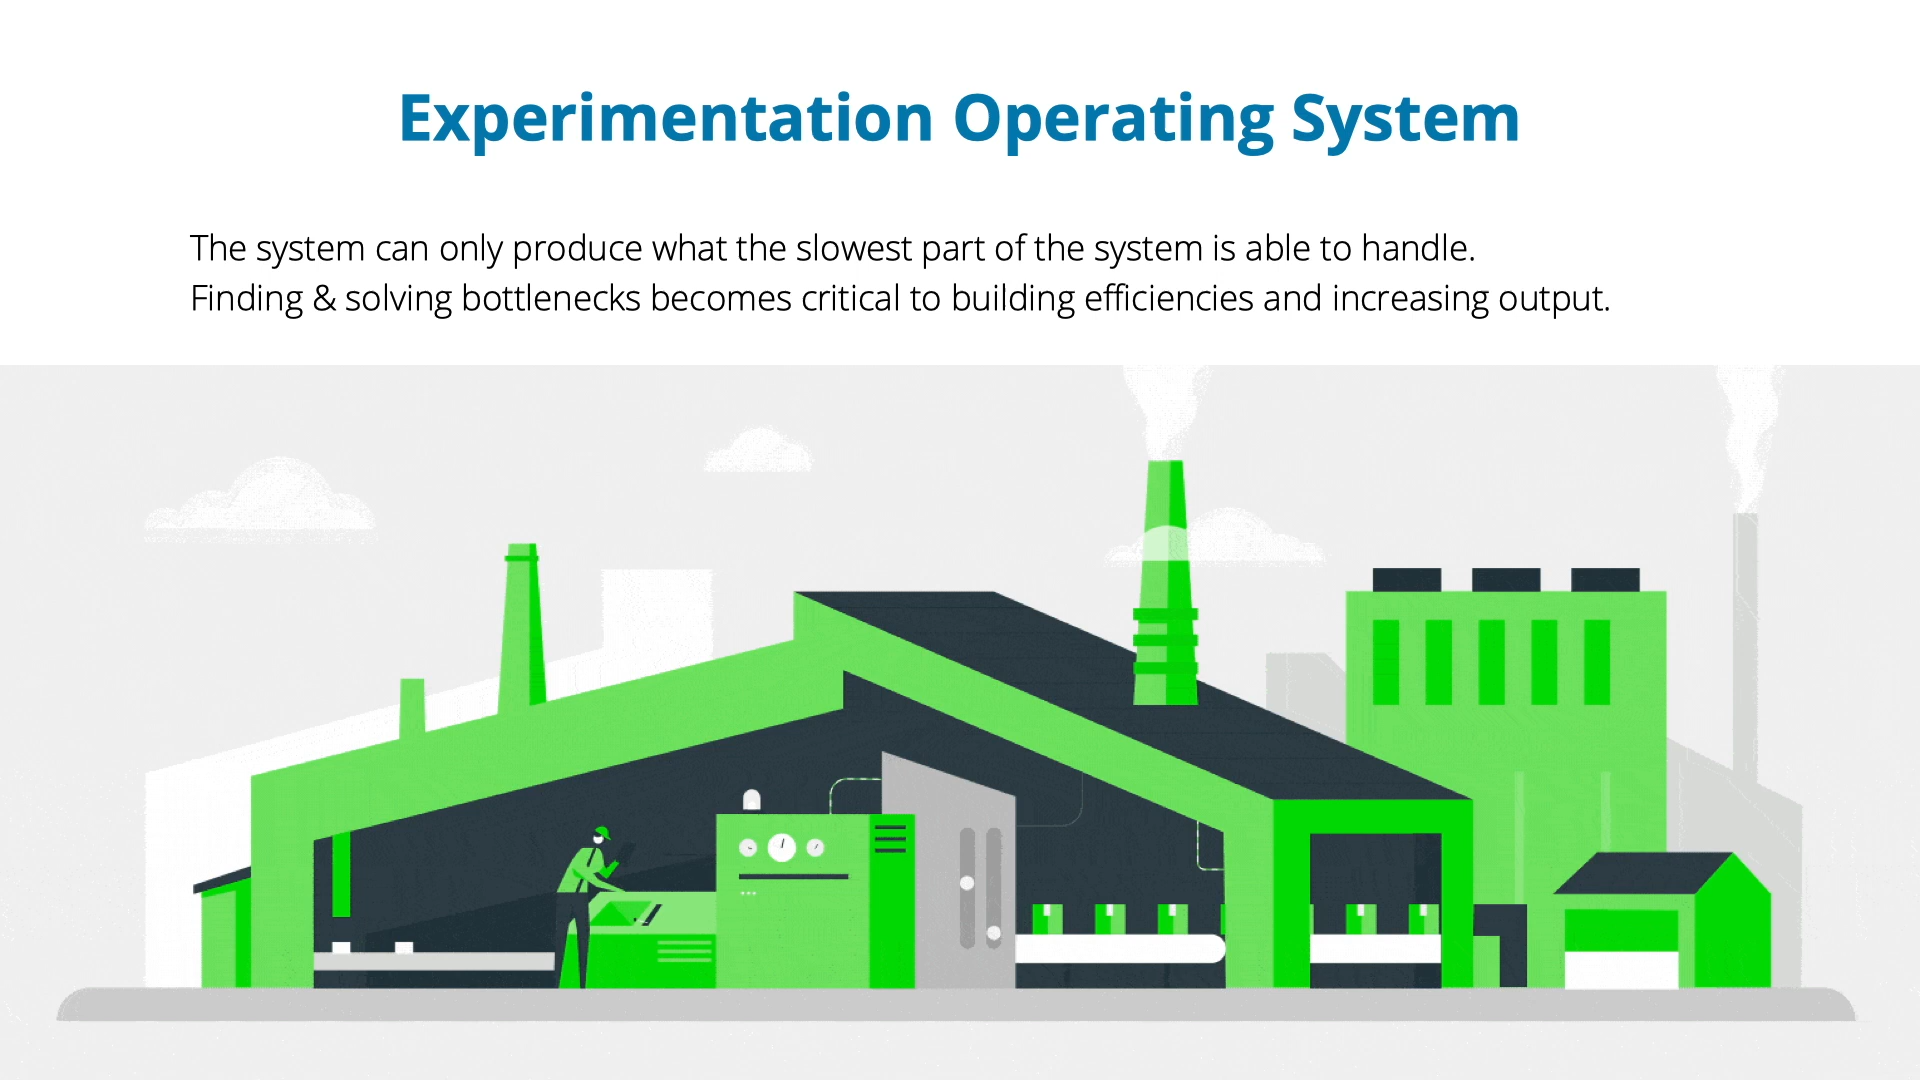 Experimentation Operating System
The system can only produce what the slowest part of the system is able to handle.
Finding & solving bottlenecks becomes critical to building efficiencies and increasing output.